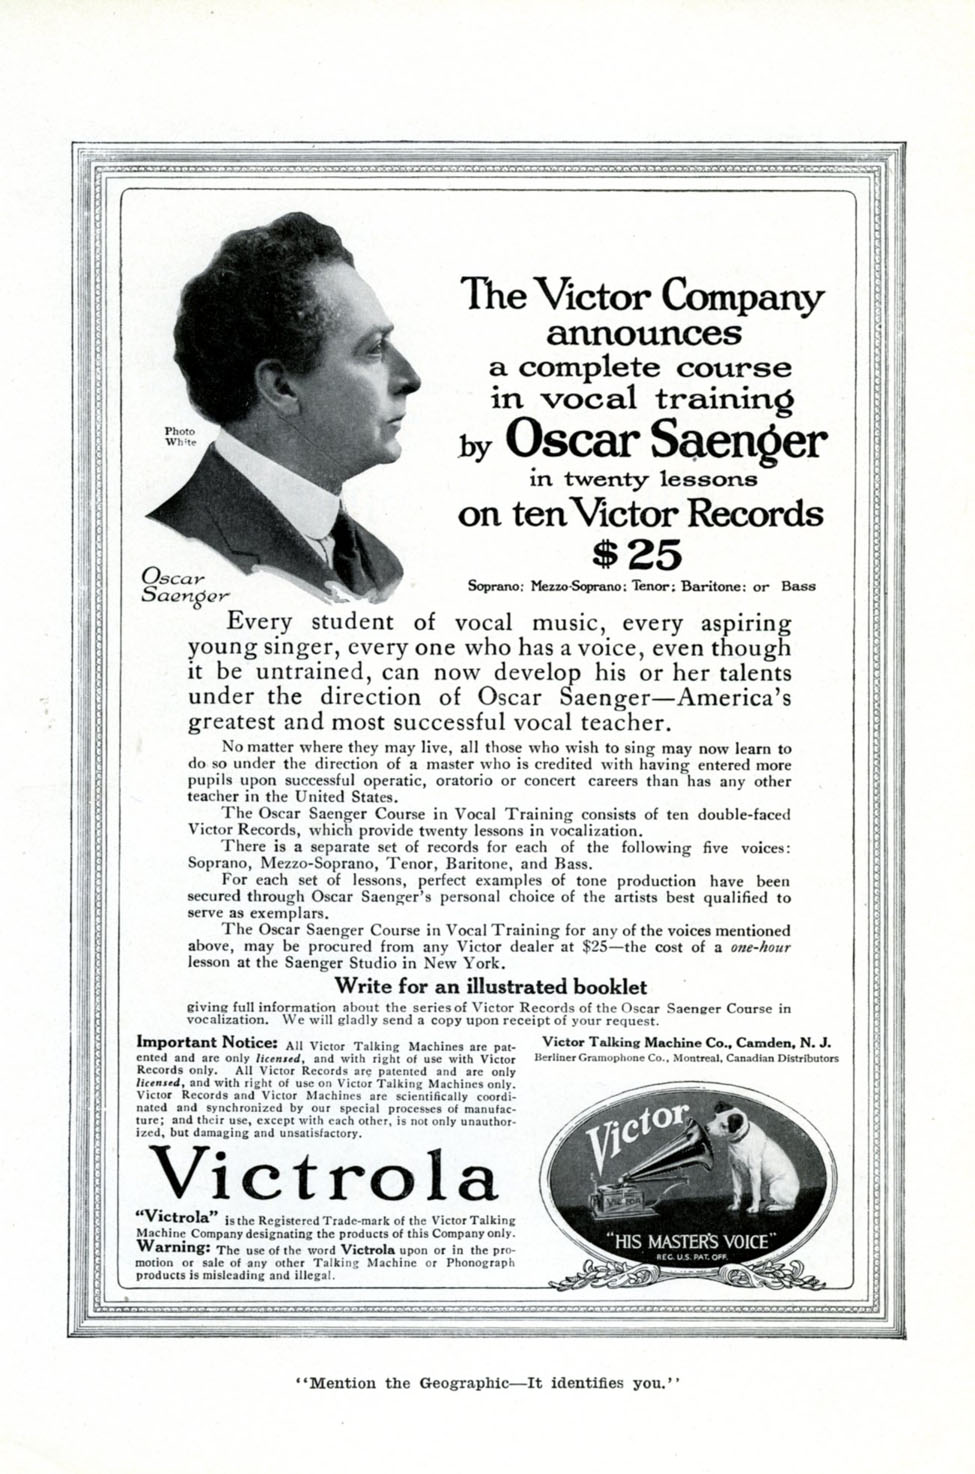 The Victor Company
announces
a complete course
in vocal training
by Oscar Saenger
in twenty lessons
on ten Victor Records
$25
Soprano; Mezzo-Soprano; Tenor; Baritone; or Bass
Photo
White
Oscar
Saenger
Every student of vocal music, every aspiring
young singer, every one who has a voice, even though
it be untrained, can now develop his or her talents
under the direction of Oscar Saenger—America's
greatest and most successful vocal teacher.
No matter where they may live, all those who wish to sing may now learn to
do so under the direction of a master who is credited with having entered more
pupils upon successful operatic, oratorio or concert careers than has any other
teacher in the United States.
The Oscar Saenger Course in Vocal Training consists of ten double-faced
Victor Records, which provide twenty lessons in vocalization.
There is a separate set of records for each of the following five voices:
Soprano, Mezzo-Soprano, Tenor, Baritone, and Bass.
For each set of lessons, perfect examples of tone production have been
secured through Oscar Saenger's personal choice of the artists best qualified to
serve as exemplars.
The Oscar Saenger Course in Vocal Training for any of the voices mentioned
above, may be procured from any Victor dealer at $25—the cost of a one-hour
lesson at the Saenger Studio in New York.
Write for an illustrated booklet
giving full information about the series of Victor Records of the Oscar Saenger Course in
vocalization. We will gladly send a copy upon receipt of your request.
Important Notice: All Victor Talking Machines are pat-
ented and are only licensed, and with right of use with Victor
Records only. All Victor Records are patented and are only
licensed, and with right of use on Victor Talking Machines only.
Victor Records and Victor Machines are scientifically coordi-
nated and synchronized by our special processes of manufac-
ture; and their use, except with each other, is not only unauthor-
ized, but damaging and unsatisfactory.
Victrola
"Victrola" is the Registered Trade-mark of the Victor Talking
Machine Company designating the products of this Company only.
Warning: The use of the word Victrola upon or in the pro-
motion or sale of any other Talking Machine or Phonograph
products is misleading and illegal.
Victor Talking Machine Co., Camden, N. J.
Berliner Gramophone Co., Montreal, Canadian Distributors
Victor
VICTOR
"HIS MASTER'S VOICE"
REG. U.S. PAT. OFF.
"Mention the Geographic—It identifies you."